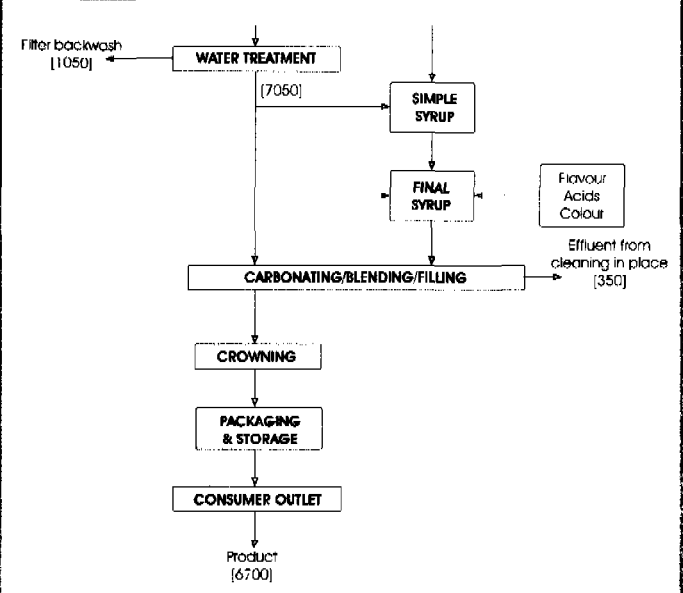 Filter backwash
[1050]
WATER TREATMENT
[7050]
SIMPLE
SYRUP
FINAL
SYRUP
Flavour
Acids
Colour
Effluent from
cleaning in place
[350]
CARBONATING/BLENDING/FILLING
CROWNING
PACKAGING
& STORAGE
CONSUMER OUTLET
Product
[6700]